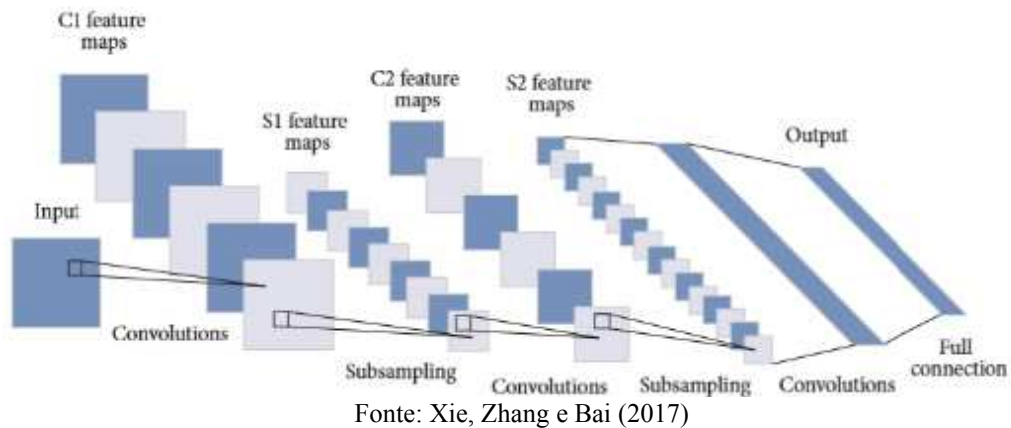 C1 feature
maps
C2 feature
maps
S2 feature
maps
S1 feature
maps
Output
Input
Convolutions
Subsampling
Convolutions
Subsampling
Convolutions
Full
connection
Fonte: Xie, Zhang e Bai (2017)